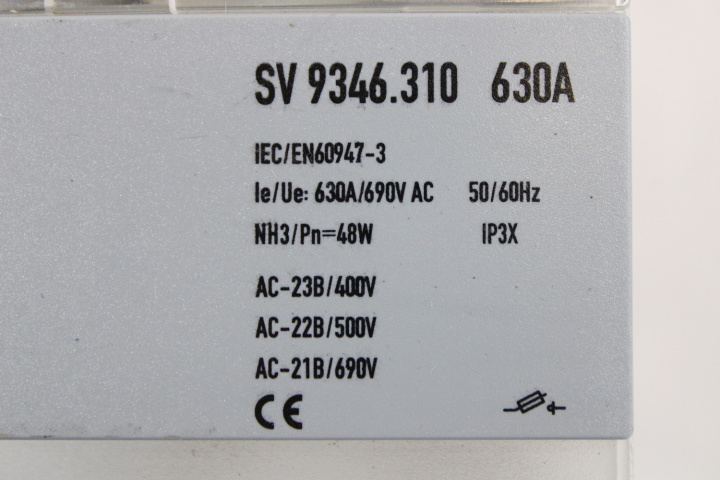 SV 9346.310 630A
IEC/EN60947-3
Ie/Ue: 630A/690V AC 50/60Hz
NH3/Pn=48W IP3X
AC-23B/400V
AC-22B/500V
AC-21B/690V
CE